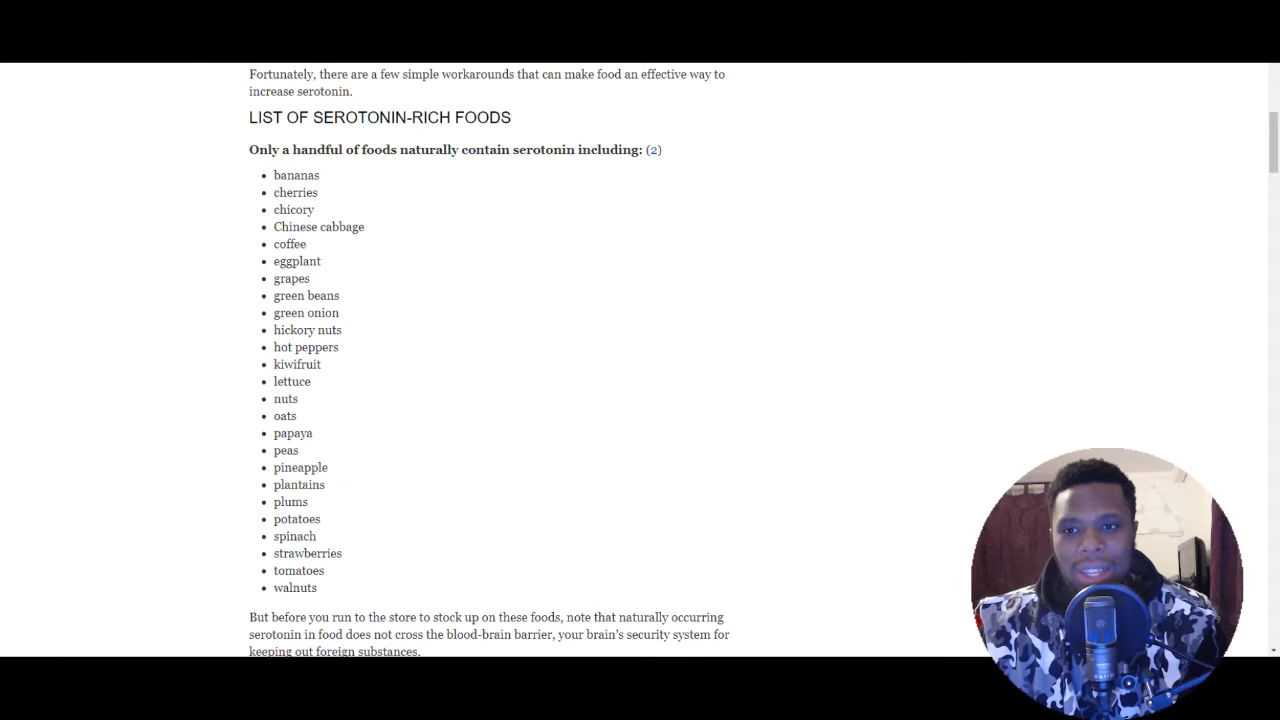 Fortunately, there are a few simple workarounds that can make food an effective way to
increase serotonin.
LIST OF SEROTONIN-RICH FOODS
Only a handful of foods naturally contain serotonin including: (2)
• bananas
• cherries
• chicory
• Chinese cabbage
• coffee
• eggplant
• grapes
• green beans
• green onion
• hickory nuts
• hot peppers
• kiwifruit
• lettuce
• nuts
• oats
• papaya
• peas
• pineapple
• plantains
• plums
• potatoes
• spinach
• strawberries
• tomatoes
• walnuts
But before you run to the store to stock up on these foods, note that naturally occurring
serotonin in food does not cross the blood-brain barrier, your brain’s security system for
keeping out foreign substances.